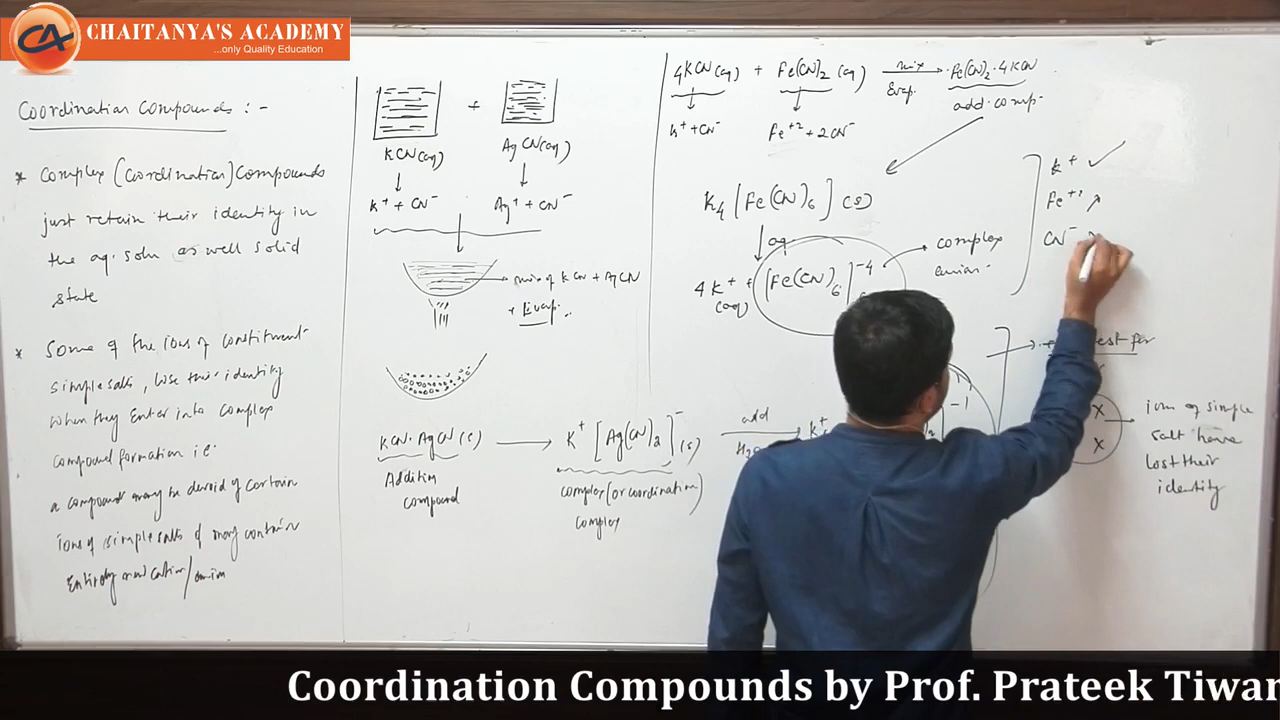 CA
CHAITANYA'S ACADEMY
...only Quality Education
Coordination Compounds :-
* Complex (Coordination) Compounds
just retain their identity in
the aq. soln as well solid
state
* Some of the ions of constituent
simple salts, lose their identity
when they Enter into Complex
Compound formation i.e.
a compound may be devoid of certain
ions of simple salts & may contain
Entirely new cation/anion
+
KCN(aq)
AgCN(aq)
K⁺ + CN⁻
Ag⁺ + CN⁻
→ mix of KCN + AgCN
+ Evap.
KCN·AgCN(s) → K⁺ [Ag(CN)₂]⁻ (s)
Addition
compound
complex (or coordination)
complex
add
H₂O
K⁺
-1
4KCN(aq) + Fe(CN)₂ (aq) mix Evap. → Fe(CN)₂·4KCN
add. comp.
K⁺ + CN⁻
Fe⁺² + 2CN⁻
K₄[Fe(CN)₆](s)
aq
4K⁺ + [Fe(CN)₆]⁻⁴
(aq)
→ complex
anion
K⁺ ✓
Fe⁺²
CN⁻
test for
x
x
→ ions of simple
salt have
lost their
identity
Coordination Compounds by Prof. Prateek Tiwar